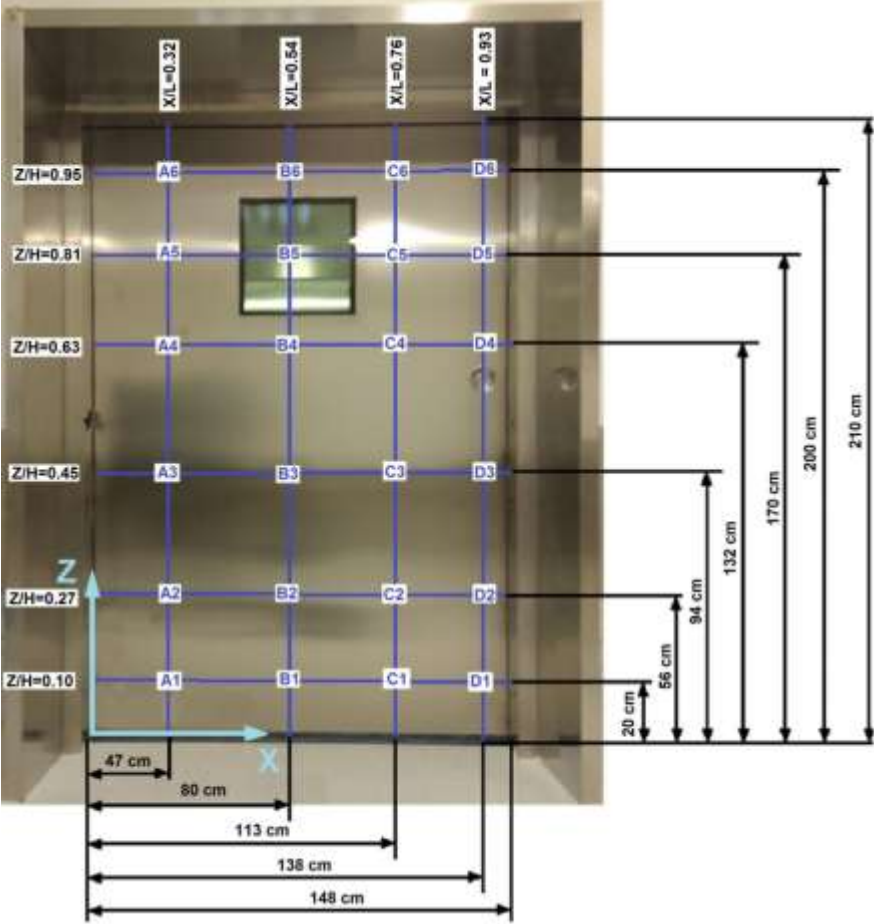 X/L=0.32
X/L=0.54
X/L=0.76
X/L = 0.93
Z/H=0.95
A6
B6
C6
D6
Z/H=0.81
A5
B5
C5
D5
Z/H=0.63
A4
B4
C4
D4
Z/H=0.45
A3
B3
C3
D3
Z
Z/H=0.27
A2
B2
C2
D2
Z/H=0.10
A1
B1
C1
D1
X
20 cm
56 cm
94 cm
132 cm
170 cm
200 cm
210 cm
47 cm
80 cm
113 cm
138 cm
148 cm